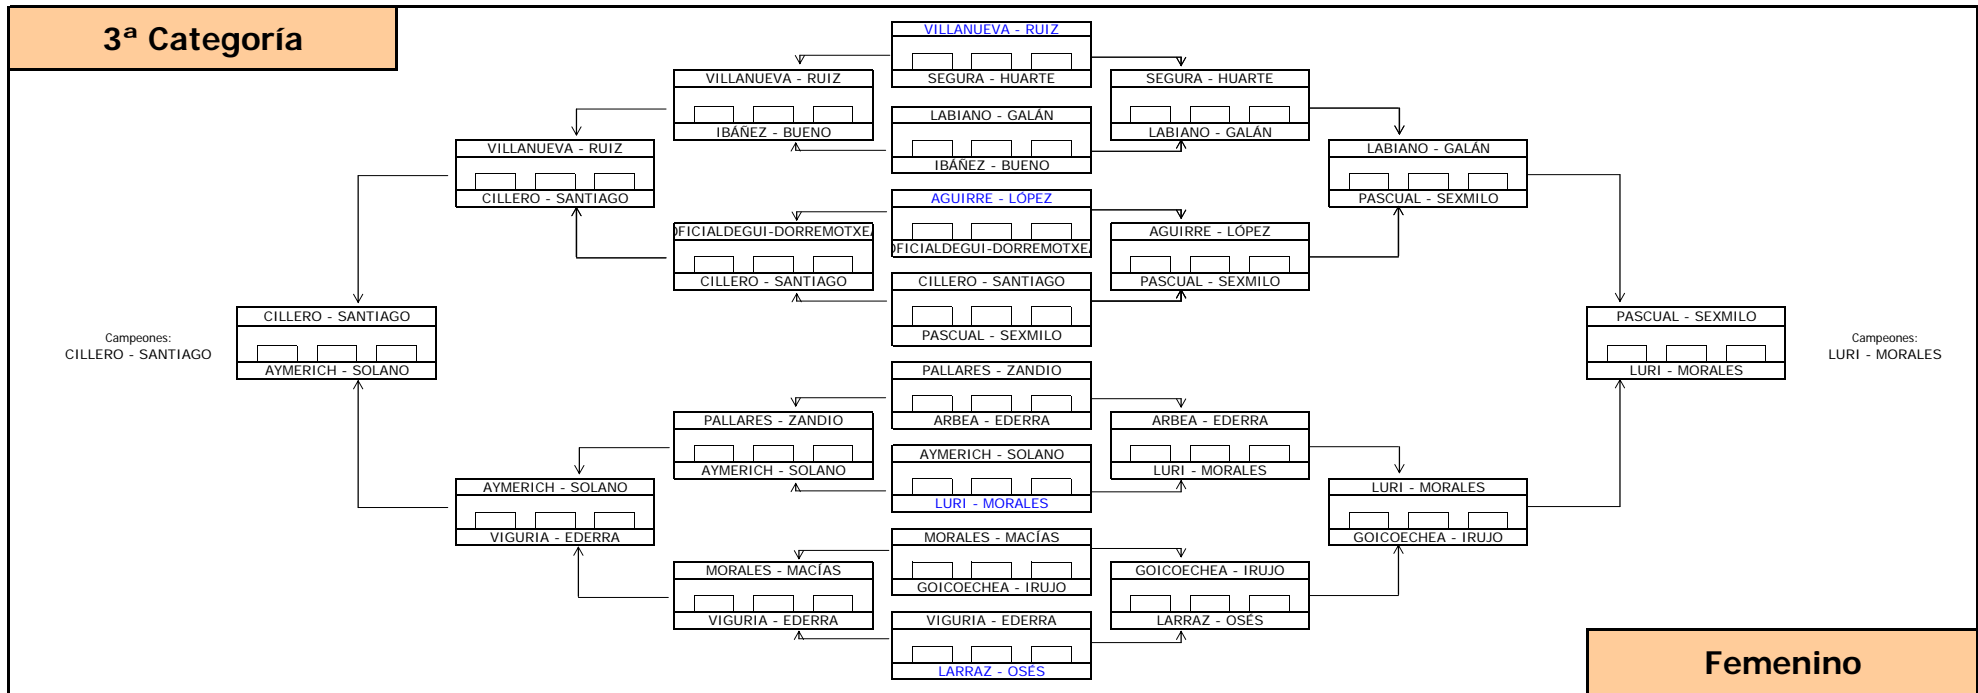 3ª Categoría
VILLANUEVA - RUIZ
SEGURA - HUARTE
VILLANUEVA - RUIZ
IBÁÑEZ - BUENO
SEGURA - HUARTE
LABIANO - GALÁN
LABIANO - GALÁN
IBÁÑEZ - BUENO
VILLANUEVA - RUIZ
CILLERO - SANTIAGO
LABIANO - GALÁN
PASCUAL - SEXMILO
AGUIRRE - LÓPEZ
OFICIALDEGUI-DORREMOTXEA
OFICIALDEGUI-DORREMOTXEA
CILLERO - SANTIAGO
AGUIRRE - LÓPEZ
PASCUAL - SEXMILO
CILLERO - SANTIAGO
PASCUAL - SEXMILO
Campeones:
CILLERO - SANTIAGO
CILLERO - SANTIAGO
AYMERICH - SOLANO
PASCUAL - SEXMILO
LURI - MORALES
Campeones:
LURI - MORALES
PALLARES - ZANDIO
ARBEA - EDERRA
PALLARES - ZANDIO
AYMERICH - SOLANO
ARBEA - EDERRA
LURI - MORALES
AYMERICH - SOLANO
LURI - MORALES
AYMERICH - SOLANO
VIGURIA - EDERRA
LURI - MORALES
GOICOECHEA - IRUJO
MORALES - MACÍAS
GOICOECHEA - IRUJO
MORALES - MACÍAS
VIGURIA - EDERRA
GOICOECHEA - IRUJO
LARRAZ - OSÉS
VIGURIA - EDERRA
LARRAZ - OSÉS
Femenino